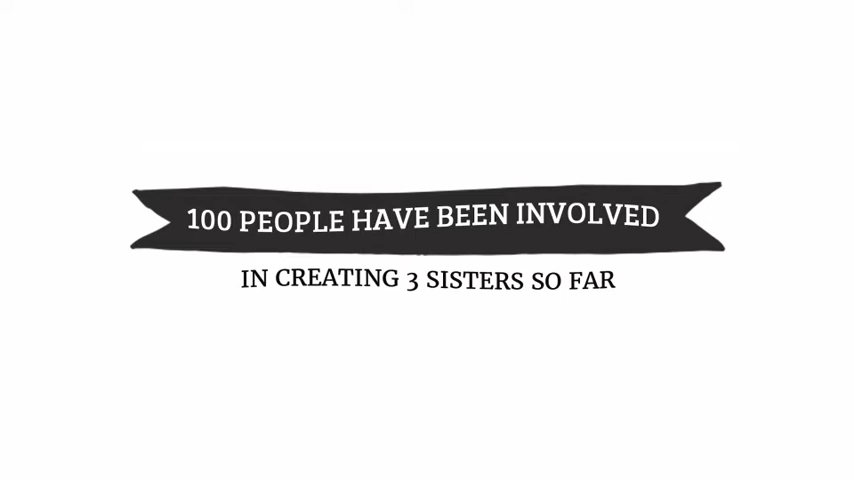 100 PEOPLE HAVE BEEN INVOLVED
IN CREATING 3 SISTERS SO FAR